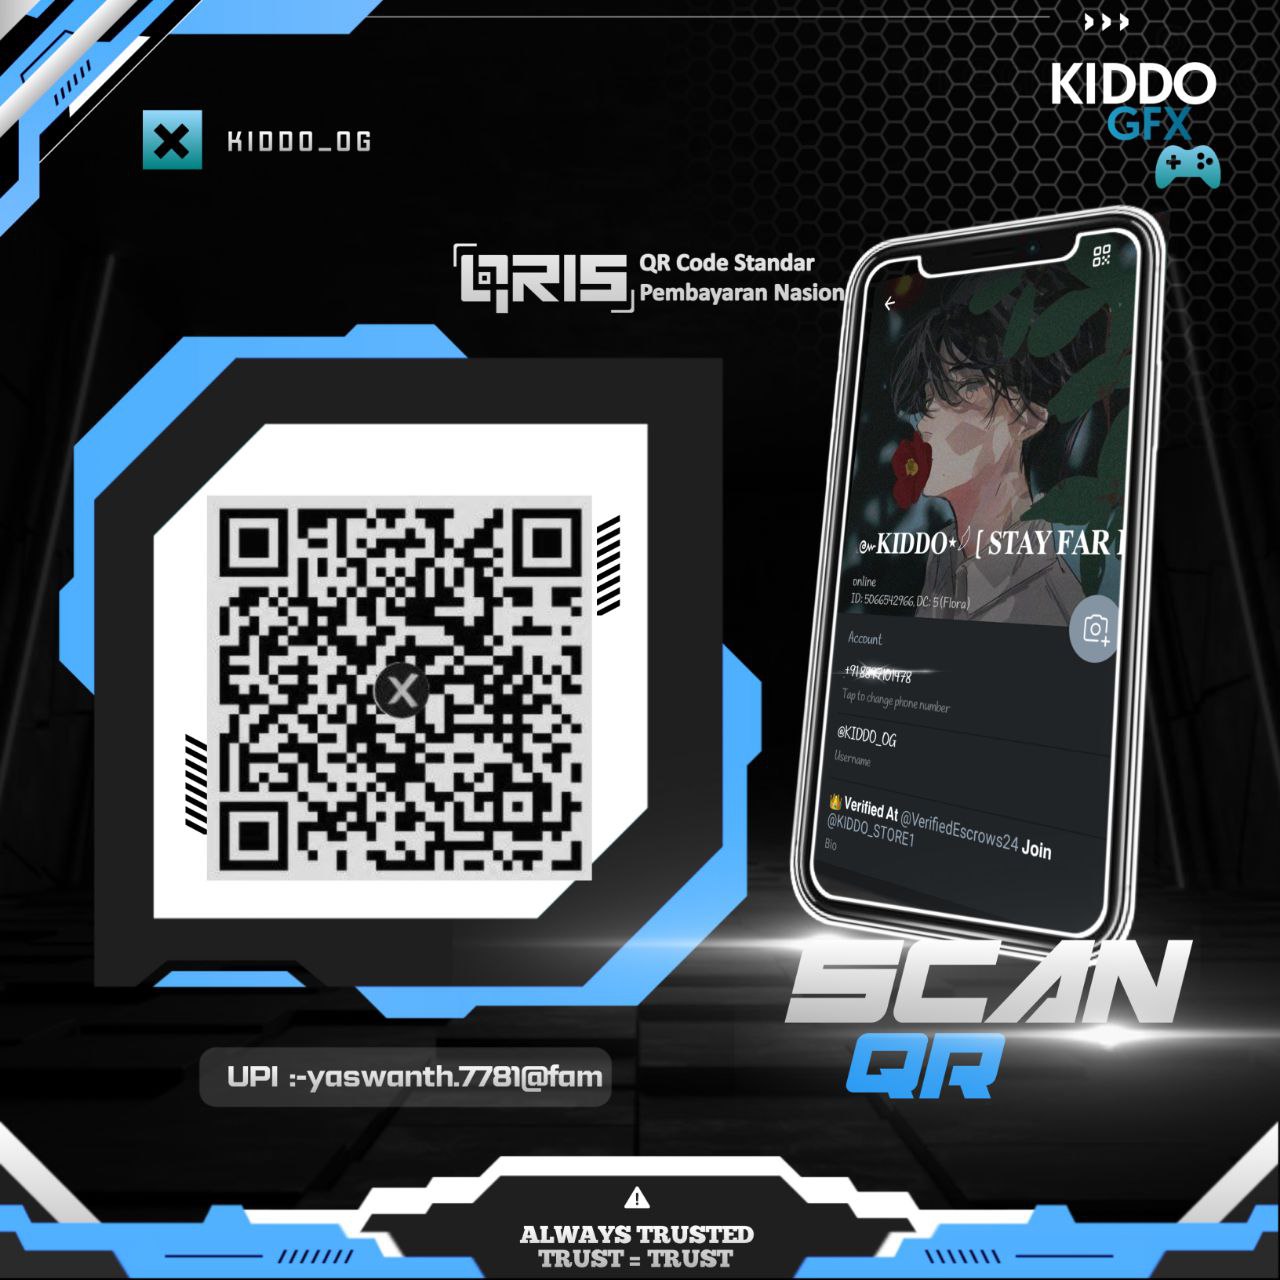 KIDDO
GFX
KIDDO_OG
QRIS
QR Code Standar
Pembayaran Nasion
KIDDO
[ STAY FAR
online
ID: 5066542966, DC: 5 (Flora)
Account
Tap to change phone number
@KIDDO_OG
Username
👑 Verified At @VerifiedEscrows24 Join
@KIDDO_STORE1
Bio
SCAN
QR
UPI :-yaswanth.7781@fam
ALWAYS TRUSTED
TRUST = TRUST